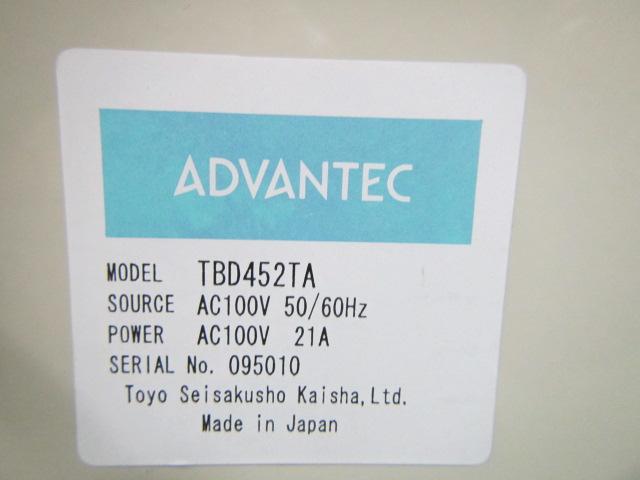 ADVANTEC
MODEL TBD452TA
SOURCE AC100V 50/60Hz
POWER AC100V 21A
SERIAL No. 095010
Toyo Seisakusho Kaisha,Ltd.
Made in Japan